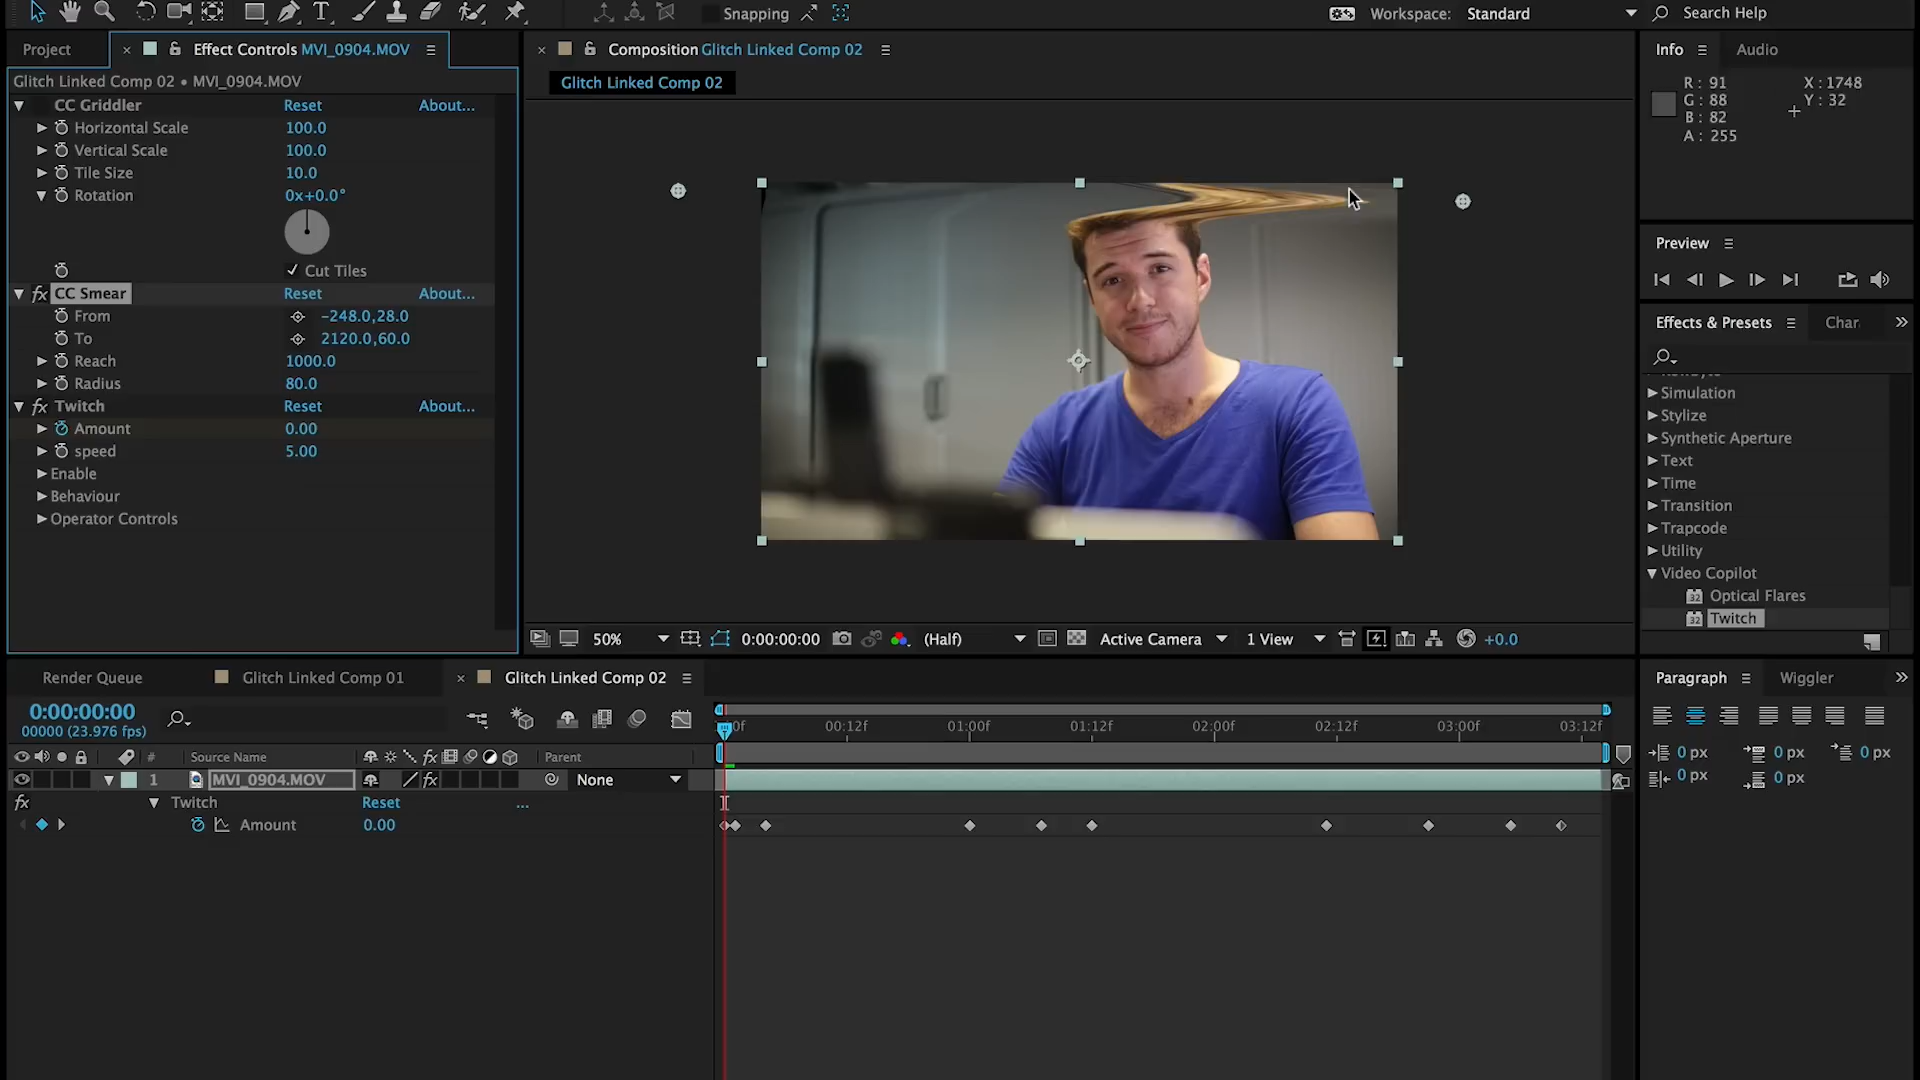 Snapping
Workspace: Standard
Search Help
Project
Effect Controls MVI_0904.MOV
Glitch Linked Comp 02 • MVI_0904.MOV
CC Griddler Reset About...
Horizontal Scale 100.0
Vertical Scale 100.0
Tile Size 10.0
Rotation 0x+0.0°
Cut Tiles
fx CC Smear Reset About...
From -248.0,28.0
To 2120.0,60.0
Reach 1000.0
Radius 80.0
fx Twitch Reset About...
Amount 0.00
speed 5.00
Enable
Behaviour
Operator Controls
Composition Glitch Linked Comp 02
Glitch Linked Comp 02
50% 0:00:00:00 (Half) Active Camera 1 View +0.0
Info Audio
R: 91 X: 1748
G: 88 Y: 32
B: 82
A: 255
Preview
Effects & Presets Char
Simulation
Stylize
Synthetic Aperture
Text
Time
Transition
Trapcode
Utility
Video Copilot
32 Optical Flares
32 Twitch
Render Queue Glitch Linked Comp 01 Glitch Linked Comp 02
0:00:00:00
00000 (23.976 fps)
00f 00:12f 01:00f 01:12f 02:00f 02:12f 03:00f 03:12f
# Source Name fx Parent
1 MVI_0904.MOV fx None
fx Twitch Reset ...
Amount 0.00
Paragraph Wiggler
0 px 0 px 0 px
0 px 0 px